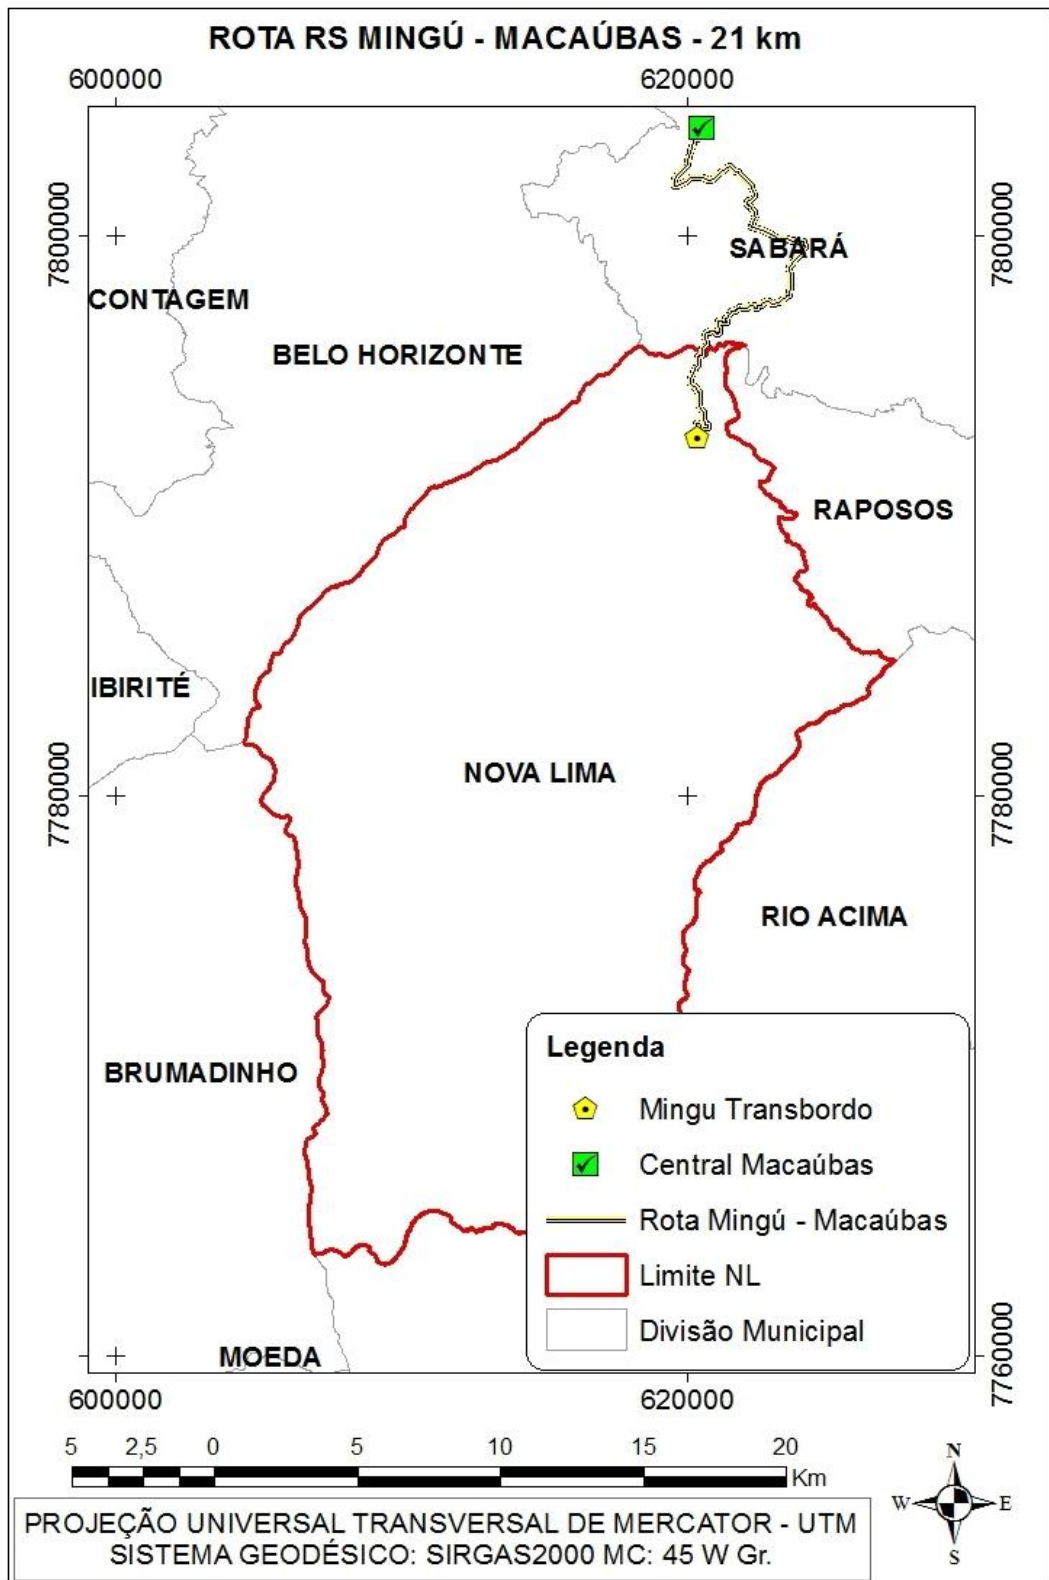 ROTA RS MINGÚ - MACAÚBAS - 21 km
600000 620000
7800000 7800000
SABARÁ
CONTAGEM
BELO HORIZONTE
RAPOSOS
IBIRITÉ
NOVA LIMA
7780000 7780000
RIO ACIMA
BRUMADINHO
Legenda
Mingu Transbordo
Central Macaúbas
Rota Mingú - Macaúbas
Limite NL
Divisão Municipal
MOEDA
7760000
600000 620000
5 2,5 0 5 10 15 20
Km
N
W E
S
PROJEÇÃO UNIVERSAL TRANSVERSAL DE MERCATOR - UTM
SISTEMA GEODÉSICO: SIRGAS2000 MC: 45 W Gr.